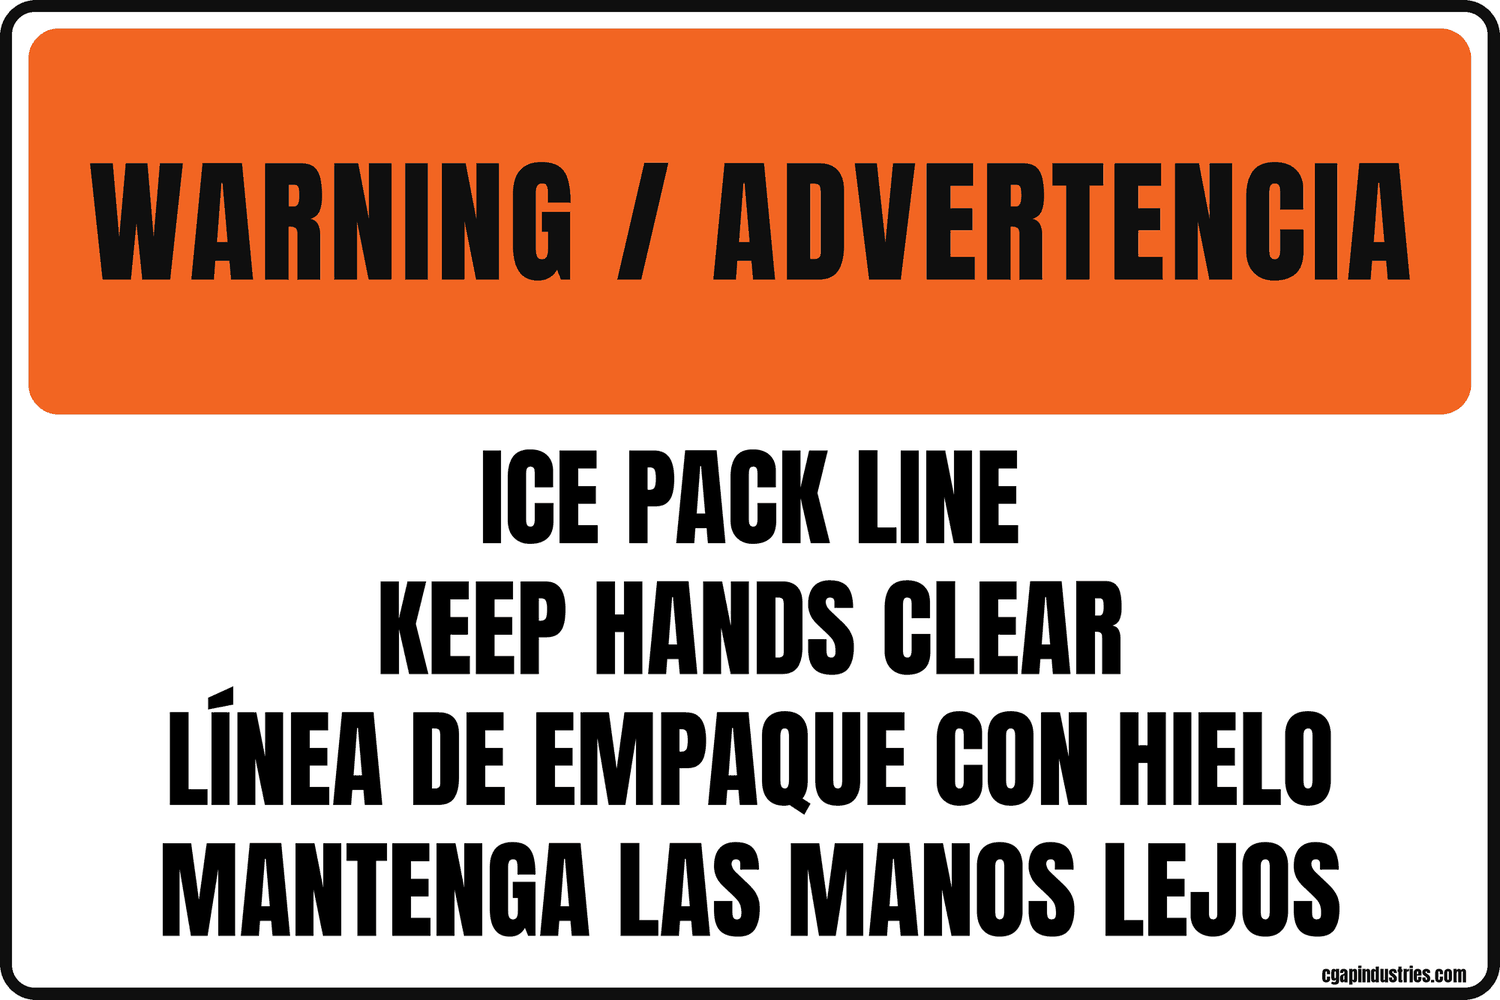 WARNING / ADVERTENCIA
ICE PACK LINE
KEEP HANDS CLEAR
LÍNEA DE EMPAQUE CON HIELO
MANTENGA LAS MANOS LEJOS
cgapindustries.com